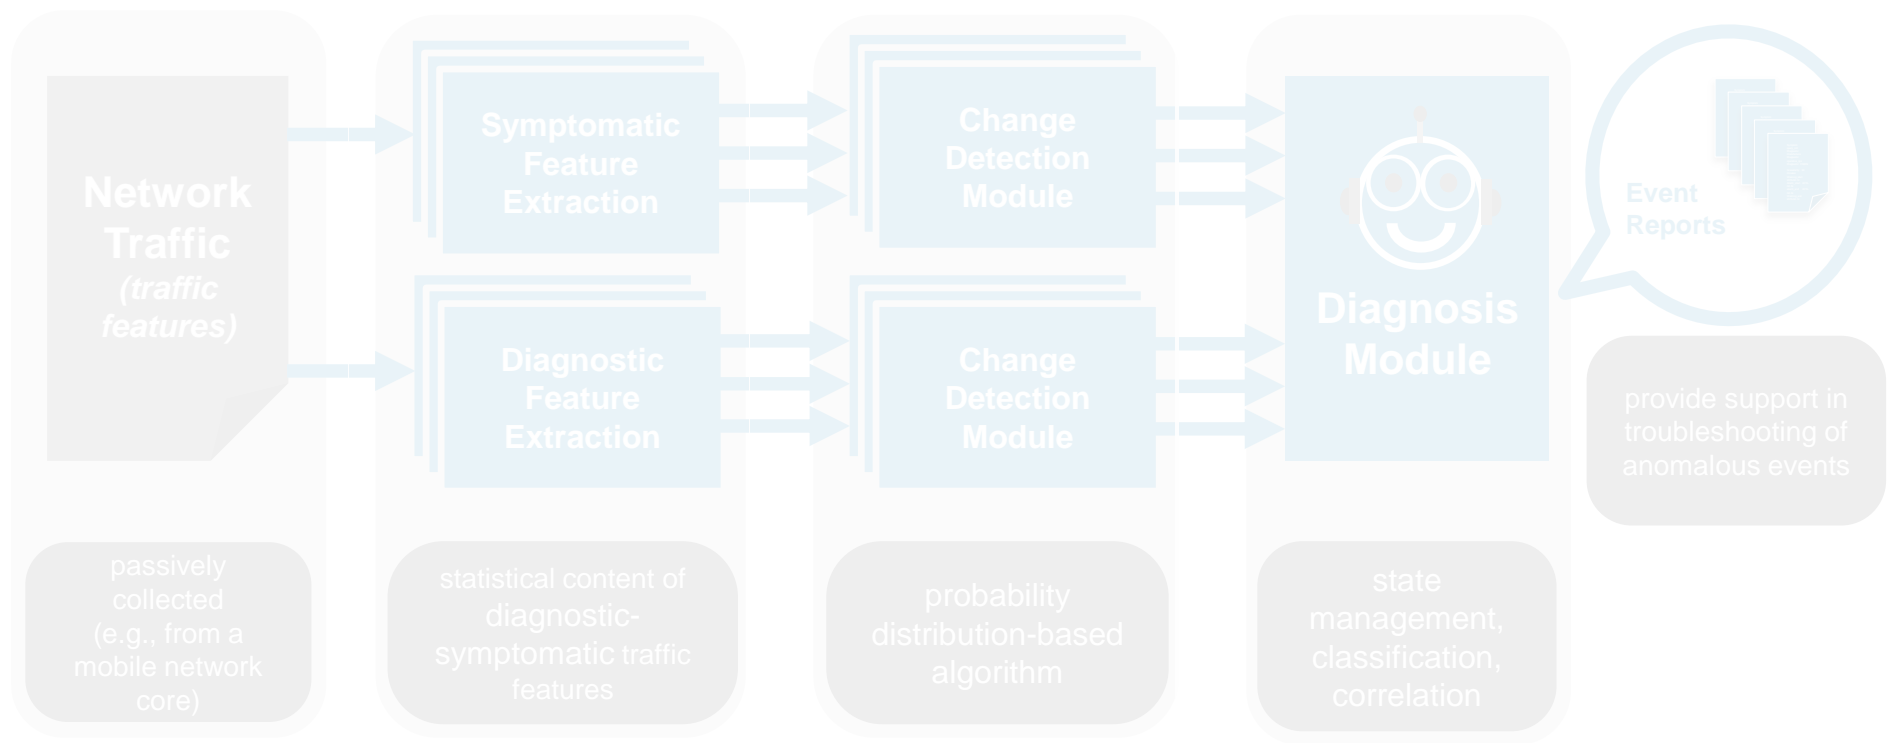 Network
Traffic
(traffic
features)
Symptomatic
Feature
Extraction
Diagnostic
Feature
Extraction
Change
Detection
Module
Change
Detection
Module
Diagnosis
Module
Event
Reports
provide support in
troubleshooting of
anomalous events
passively
collected
(e.g., from a
mobile network
core)
statistical content of
diagnostic-
symptomatic traffic
features
probability
distribution-based
algorithm
state
management,
classification,
correlation